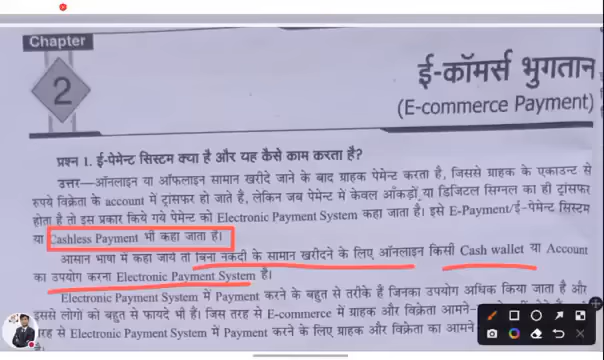 Chapter
2
ई-कॉमर्स भुगतान
(E-commerce Payment)
प्रश्न 1. ई-पेमेन्ट सिस्टम क्या है और यह कैसे काम करता है?
उत्तर—ऑनलाइन या ऑफलाइन सामान खरीदे जाने के बाद ग्राहक पेमेन्ट करता है, जिससे ग्राहक के एकाउन्ट से
रुपये विक्रेता के account में ट्रांसफर हो जाते हैं, लेकिन जब पेमेन्ट में केवल आँकड़ों या डिजिटल सिग्नल का ही ट्रांसफर
होता है तो इस प्रकार किये गये पेमेन्ट को Electronic Payment System कहा जाता है। इसे E-Payment/ई-पेमेन्ट सिस्टम
या Cashless Payment भी कहा जाता है।
आसान भाषा में कहा जाये तो बिना नकदी के सामान खरीदने के लिए ऑनलाइन किसी Cash wallet या Account
का उपयोग करना Electronic Payment System है।
Electronic Payment System में Payment करने के बहुत से तरीके हैं जिनका उपयोग अधिक किया जाता है और
इससे लोगों को बहुत से फायदे भी हैं। जिस तरह से E-commerce में ग्राहक और विक्रेता आमने-
तरह से Electronic Payment System में Payment करने के लिए ग्राहक और विक्रेता का आमने